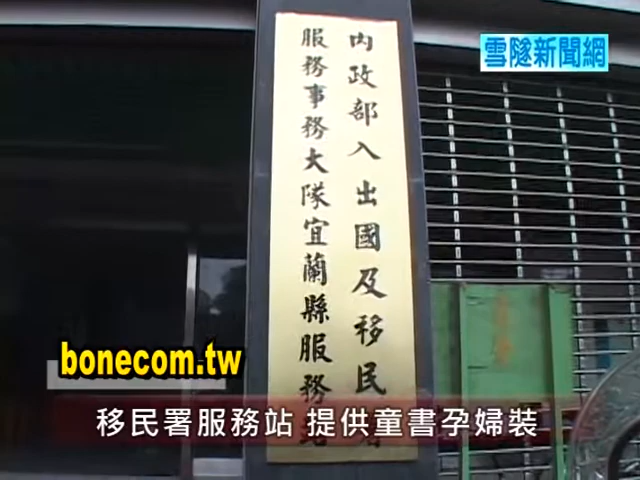 雪隧新聞網
內政部入出國及移民署
服務事務大隊宜蘭縣服務站
bonecom.tw
移民署服務站 提供童書孕婦裝